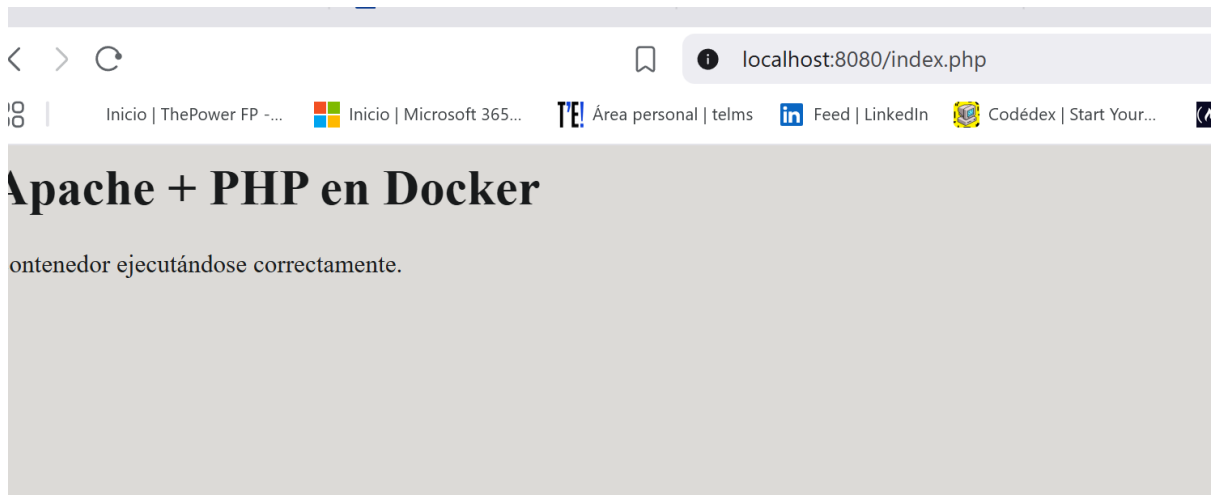 localhost:8080/index.php
Inicio | ThePower FP -... Inicio | Microsoft 365... T'E! Área personal | telms in Feed | LinkedIn Codédex | Start Your...
Apache + PHP en Docker
ontenedor ejecutándose correctamente.